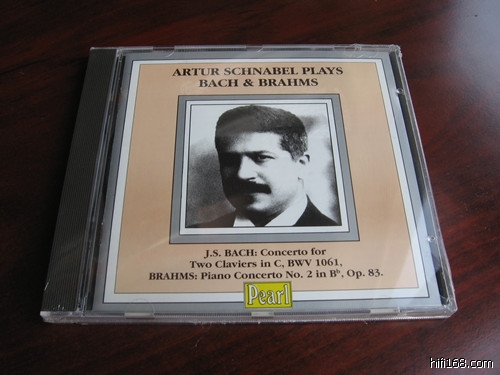 ARTUR SCHNABEL PLAYS
BACH & BRAHMS
J.S. BACH: Concerto for
Two Claviers in C, BWV 1061,
BRAHMS: Piano Concerto No. 2 in B♭, Op. 83.
Pearl
hifi168.com